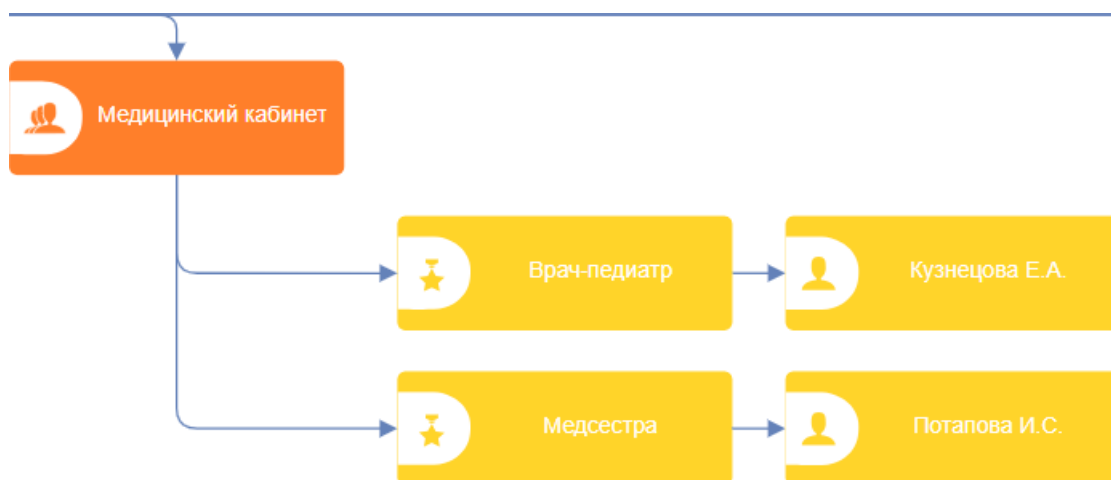 Медицинский кабинет
Врач-педиатр
Кузнецова Е.А.
Медсестра
Потапова И.С.